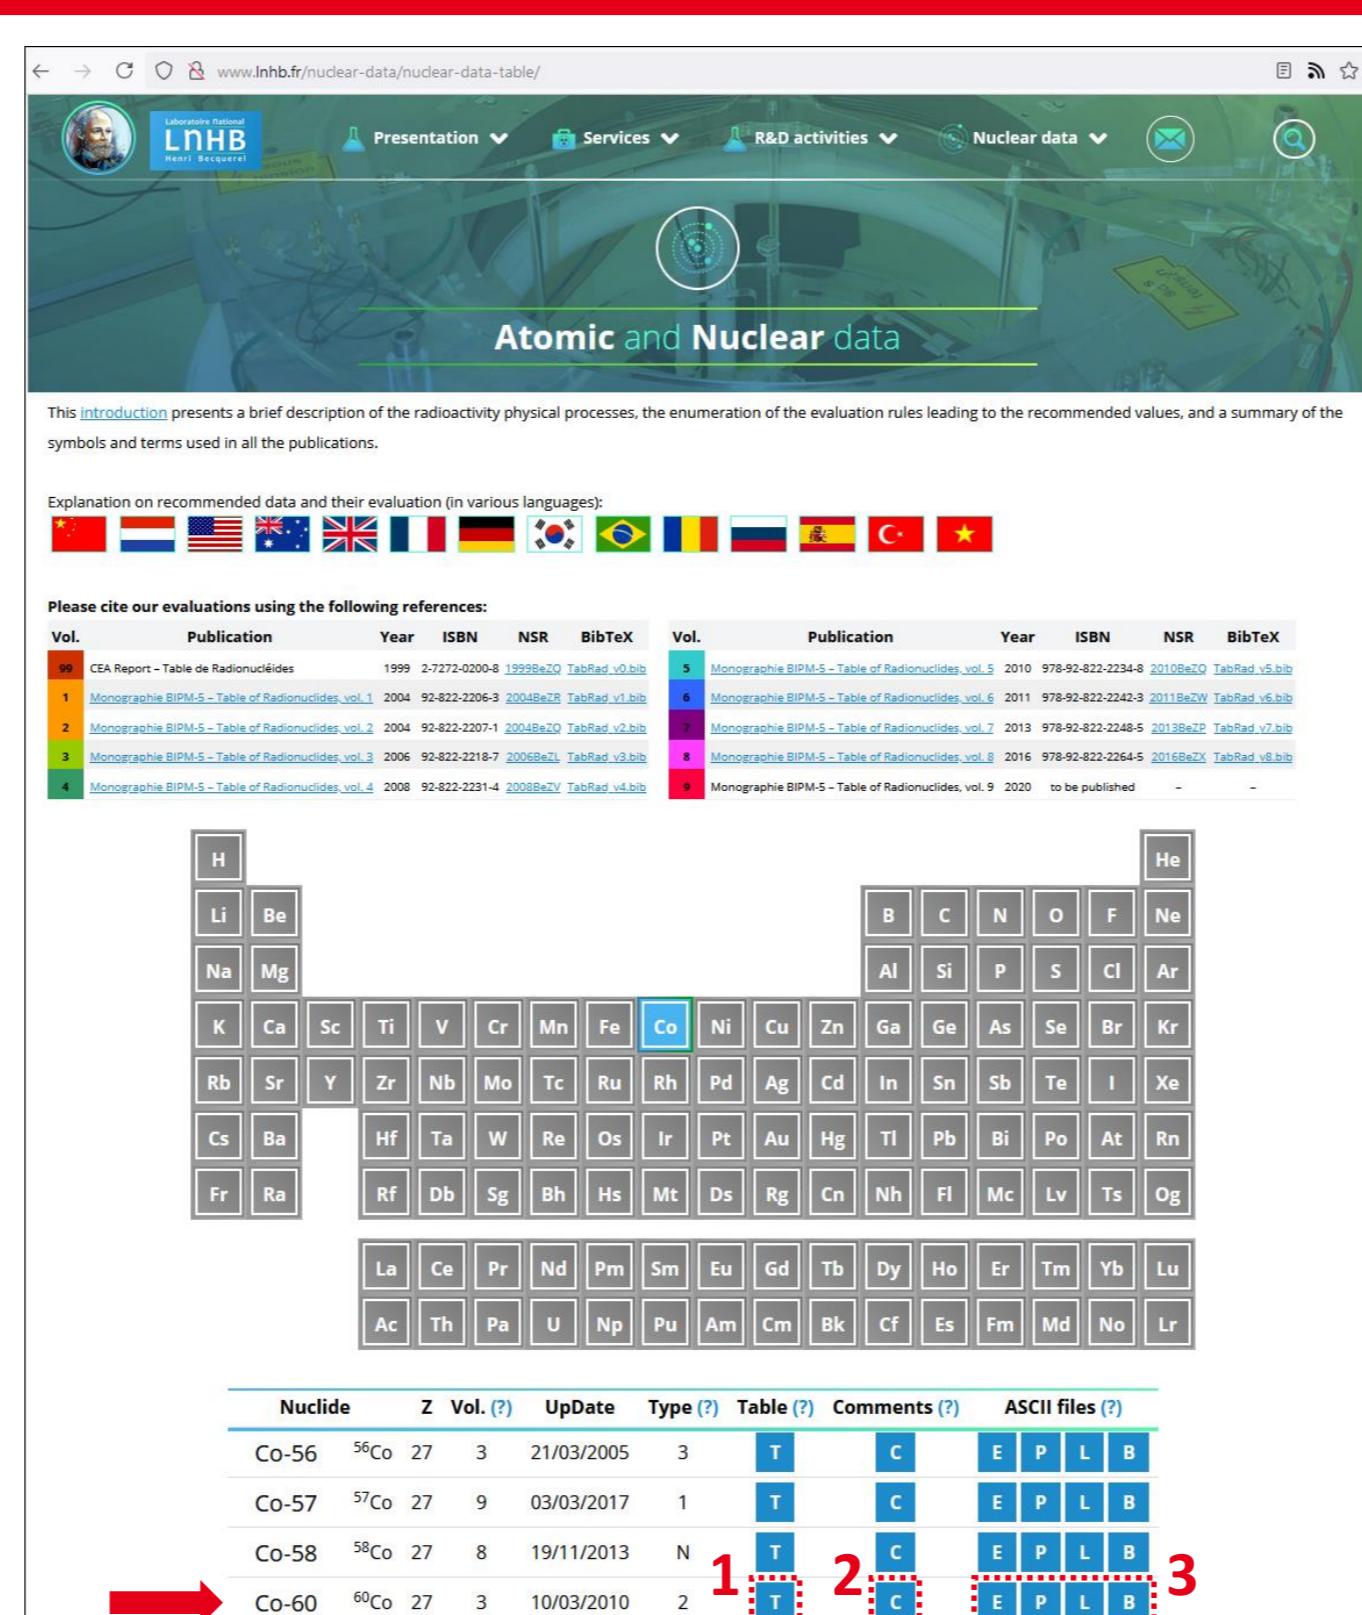 www.lnhb.fr/nuclear-data/nuclear-data-table/
Laboratoire National
LNHB
Henri Becquerel
Presentation
Services
R&D activities
Nuclear data
Atomic and Nuclear data
This introduction presents a brief description of the radioactivity physical processes, the enumeration of the evaluation rules leading to the recommended values, and a summary of the
symbols and terms used in all the publications.
Explanation on recommended data and their evaluation (in various languages):
Please cite our evaluations using the following references:
Vol. Publication Year ISBN NSR BibTeX
99 CEA Report – Table de Radionucléides 1999 2-7272-0200-8 1999BeZQ TabRad_v0.bib
1 Monographie BIPM-5 – Table of Radionuclides, vol. 1 2004 92-822-2206-3 2004BeZR TabRad_v1.bib
2 Monographie BIPM-5 – Table of Radionuclides, vol. 2 2004 92-822-2207-1 2004BeZQ TabRad_v2.bib
3 Monographie BIPM-5 – Table of Radionuclides, vol. 3 2006 92-822-2218-7 2006BeZL TabRad_v3.bib
4 Monographie BIPM-5 – Table of Radionuclides, vol. 4 2008 92-822-2231-4 2008BeZV TabRad_v4.bib
Vol. Publication Year ISBN NSR BibTeX
5 Monographie BIPM-5 – Table of Radionuclides, vol. 5 2010 978-92-822-2234-8 2010BeZQ TabRad_v5.bib
6 Monographie BIPM-5 – Table of Radionuclides, vol. 6 2011 978-92-822-2242-3 2011BeZW TabRad_v6.bib
7 Monographie BIPM-5 – Table of Radionuclides, vol. 7 2013 978-92-822-2248-5 2013BeZP TabRad_v7.bib
8 Monographie BIPM-5 – Table of Radionuclides, vol. 8 2016 978-92-822-2264-5 2016BeZX TabRad_v8.bib
9 Monographie BIPM-5 – Table of Radionuclides, vol. 9 2020 to be published – –
H He
Li Be B C N O F Ne
Na Mg Al Si P S Cl Ar
K Ca Sc Ti V Cr Mn Fe Co Ni Cu Zn Ga Ge As Se Br Kr
Rb Sr Y Zr Nb Mo Tc Ru Rh Pd Ag Cd In Sn Sb Te I Xe
Cs Ba Hf Ta W Re Os Ir Pt Au Hg Tl Pb Bi Po At Rn
Fr Ra Rf Db Sg Bh Hs Mt Ds Rg Cn Nh Fl Mc Lv Ts Og
La Ce Pr Nd Pm Sm Eu Gd Tb Dy Ho Er Tm Yb Lu
Ac Th Pa U Np Pu Am Cm Bk Cf Es Fm Md No Lr
Nuclide Z Vol. (?) UpDate Type (?) Table (?) Comments (?) ASCII files (?)
Co-56 ⁵⁶Co 27 3 21/03/2005 3 T C E P L B
Co-57 ⁵⁷Co 27 9 03/03/2017 1 T C E P L B
Co-58 ⁵⁸Co 27 8 19/11/2013 N T C E P L B
Co-60 ⁶⁰Co 27 3 10/03/2010 2 1 T 2 C E P L B 3